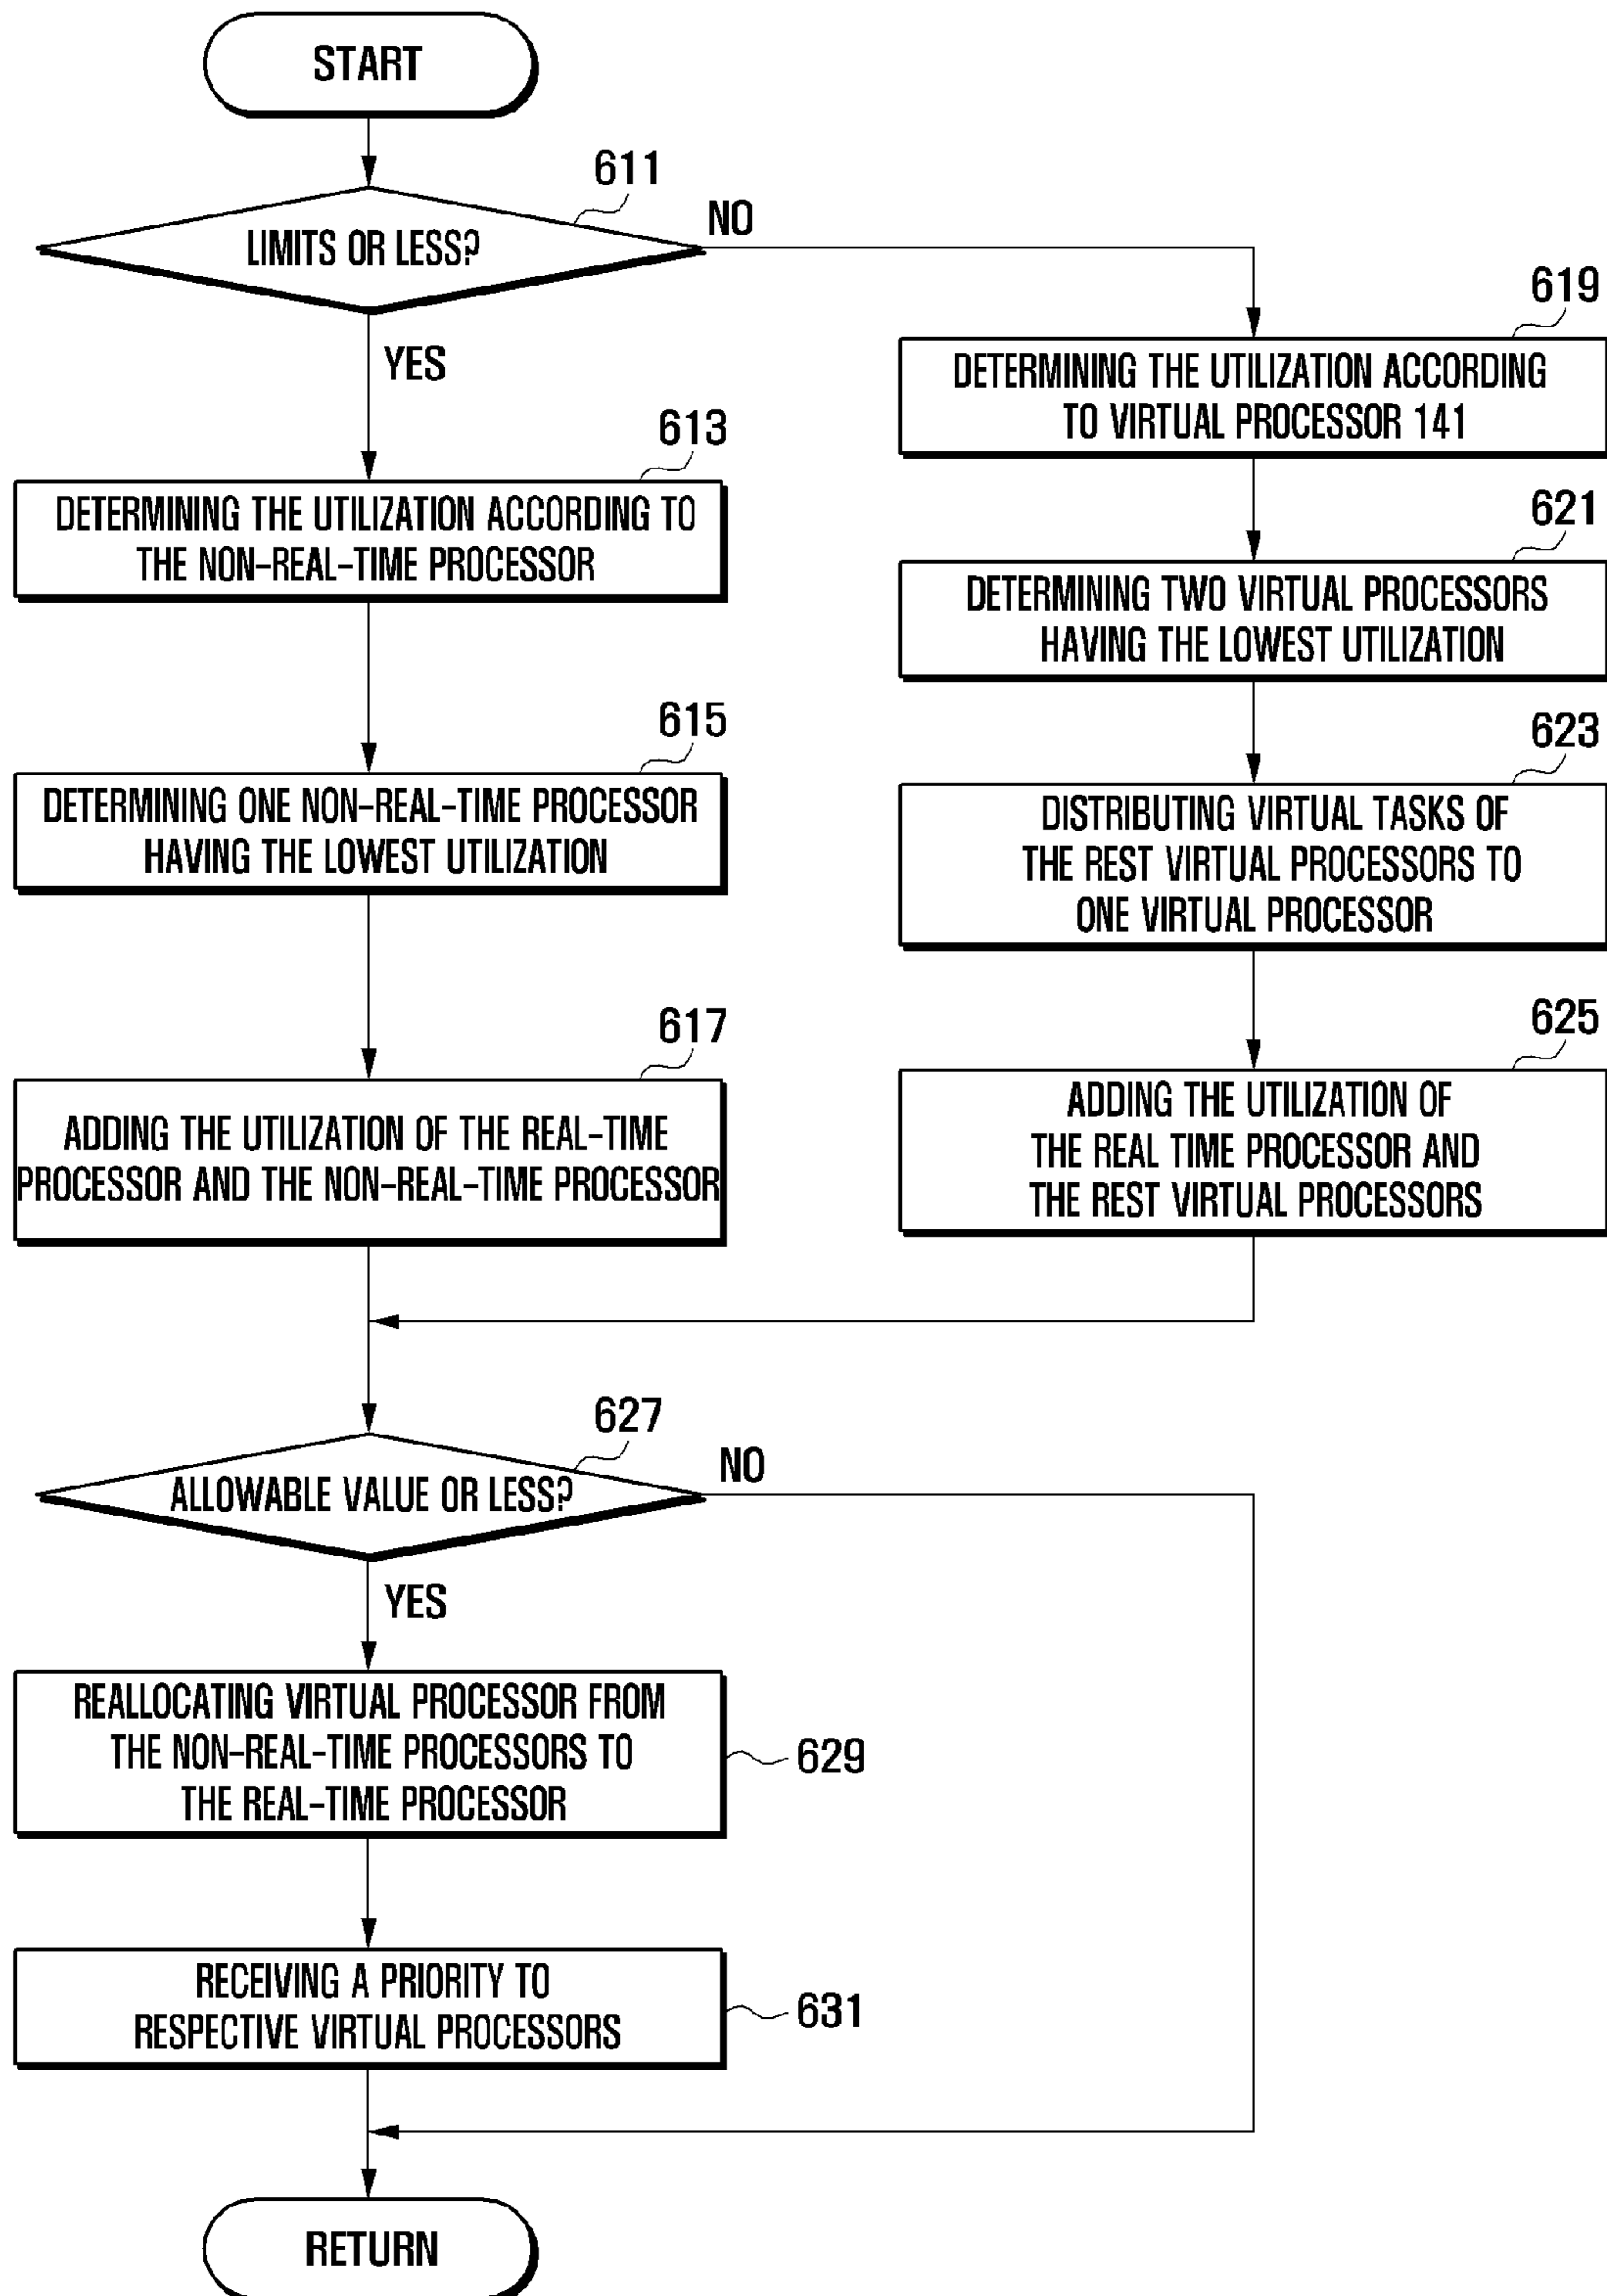 START
611
LIMITS OR LESS?
NO
YES
613
DETERMINING THE UTILIZATION ACCORDING TO
THE NON-REAL-TIME PROCESSOR
615
DETERMINING ONE NON-REAL-TIME PROCESSOR
HAVING THE LOWEST UTILIZATION
617
ADDING THE UTILIZATION OF THE REAL-TIME
PROCESSOR AND THE NON-REAL-TIME PROCESSOR
619
DETERMINING THE UTILIZATION ACCORDING
TO VIRTUAL PROCESSOR 141
621
DETERMINING TWO VIRTUAL PROCESSORS
HAVING THE LOWEST UTILIZATION
623
DISTRIBUTING VIRTUAL TASKS OF
THE REST VIRTUAL PROCESSORS TO
ONE VIRTUAL PROCESSOR
625
ADDING THE UTILIZATION OF
THE REAL TIME PROCESSOR AND
THE REST VIRTUAL PROCESSORS
627
ALLOWABLE VALUE OR LESS?
NO
YES
REALLOCATING VIRTUAL PROCESSOR FROM
THE NON-REAL-TIME PROCESSORS TO
THE REAL-TIME PROCESSOR
629
RECEIVING A PRIORITY TO
RESPECTIVE VIRTUAL PROCESSORS
631
RETURN